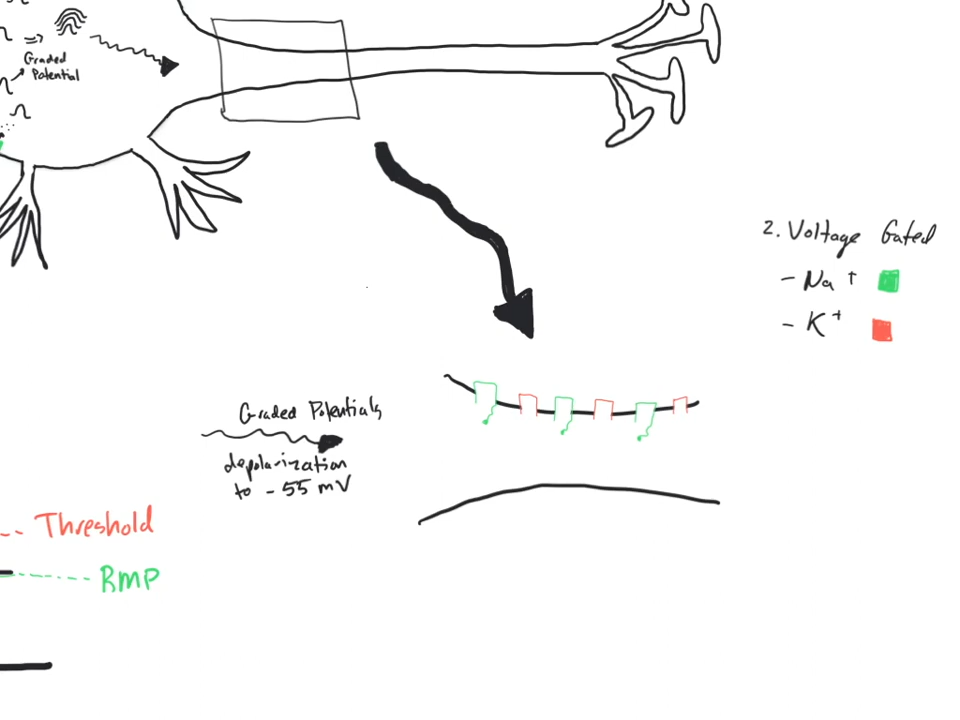 => Graded
Potential
2. Voltage Gated
- Na ↑
- K+
Graded Potentials
depolarization
to -55 mV
Threshold
RMP